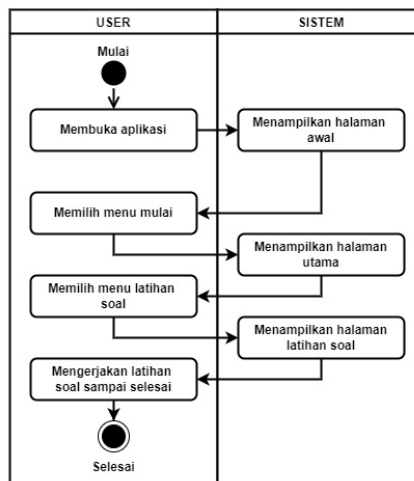 USER
SISTEM
Mulai
Membuka aplikasi
Menampilkan halaman
awal
Memilih menu mulai
Menampilkan halaman
utama
Memilih menu latihan
soal
Menampilkan halaman
latihan soal
Mengerjakan latihan
soal sampai selesai
Selesai